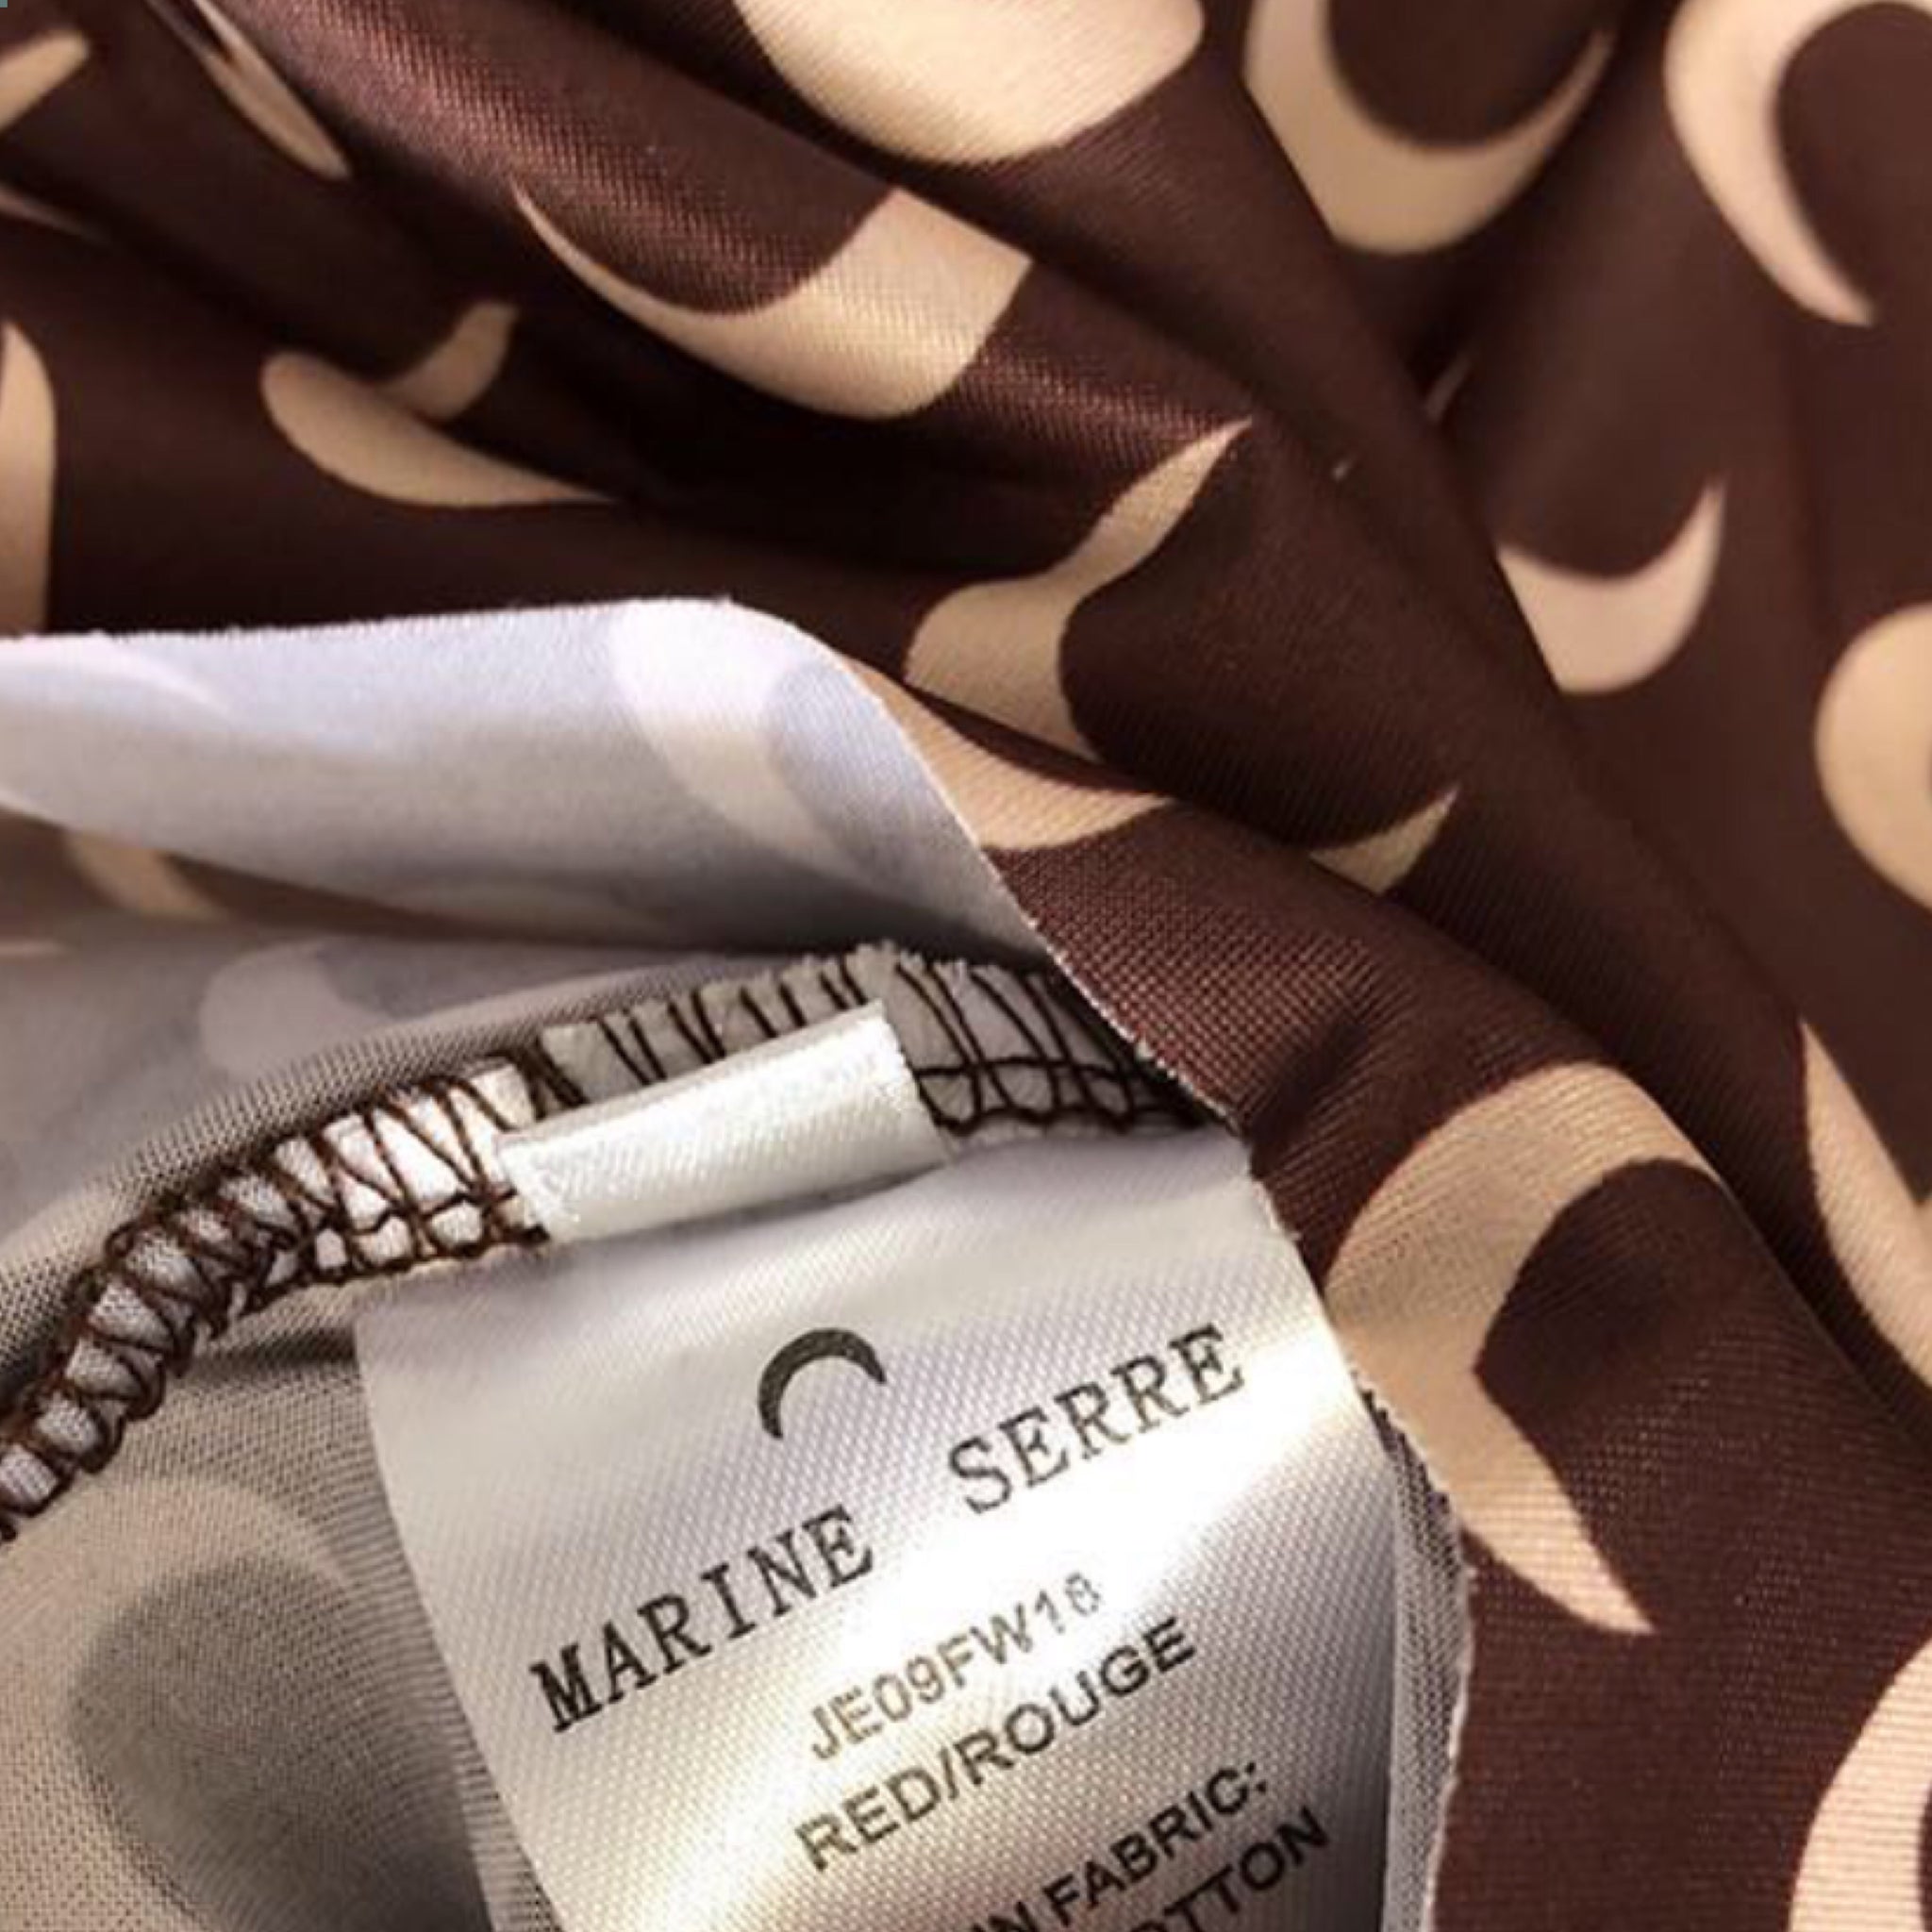 MARINE SERRE
JE09FW18
RED/ROUGE
FABRIC: